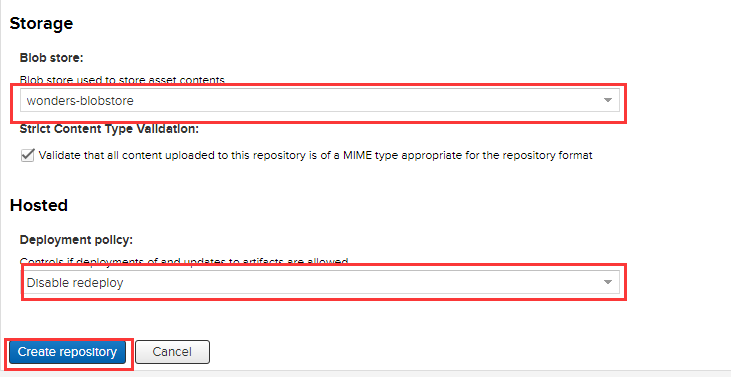 Storage
Blob store:
Blob store used to store asset contents
wonders-blobstore
Strict Content Type Validation:
Validate that all content uploaded to this repository is of a MIME type appropriate for the repository format
Hosted
Deployment policy:
Controls if deployments of and updates to artifacts are allowed
Disable redeploy
Create repository
Cancel